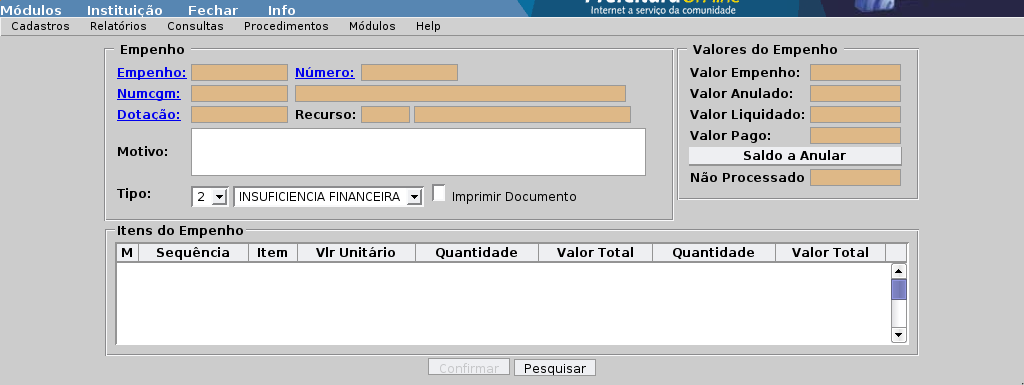 Módulos Instituição Fechar Info
Internet a serviço da comunidade
Cadastros Relatórios Consultas Procedimentos Módulos Help
Empenho
Empenho: Número:
Numcgm:
Dotação: Recurso:
Motivo:
Tipo: 2 INSUFICIENCIA FINANCEIRA Imprimir Documento
Valores do Empenho
Valor Empenho:
Valor Anulado:
Valor Liquidado:
Valor Pago:
Saldo a Anular
Não Processado
Itens do Empenho
M Sequência Item Vlr Unitário Quantidade Valor Total Quantidade Valor Total
Confirmar Pesquisar